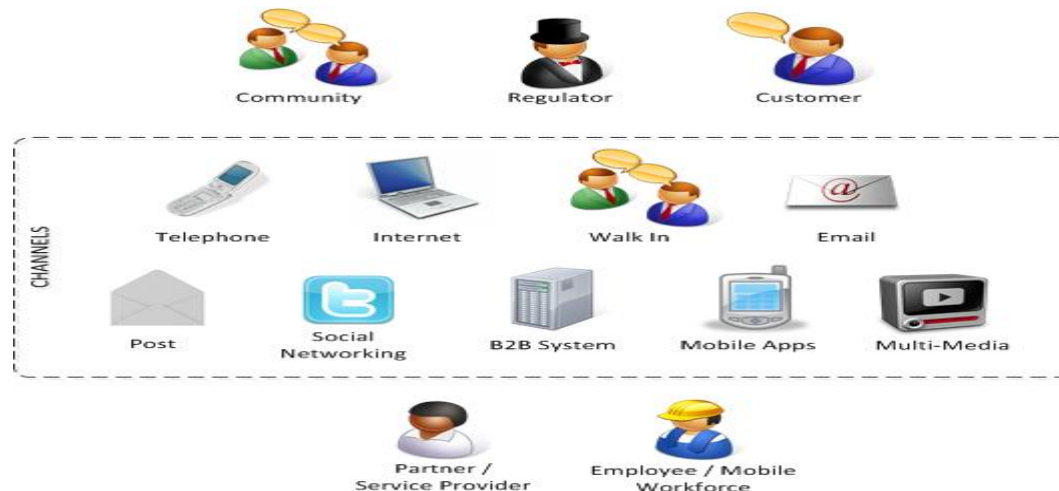 Community
Regulator
Customer
CHANNELS
Telephone
Internet
Walk In
Email
Post
Social
Networking
B2B System
Mobile Apps
Multi-Media
Partner /
Service Provider
Employee / Mobile
Workforce